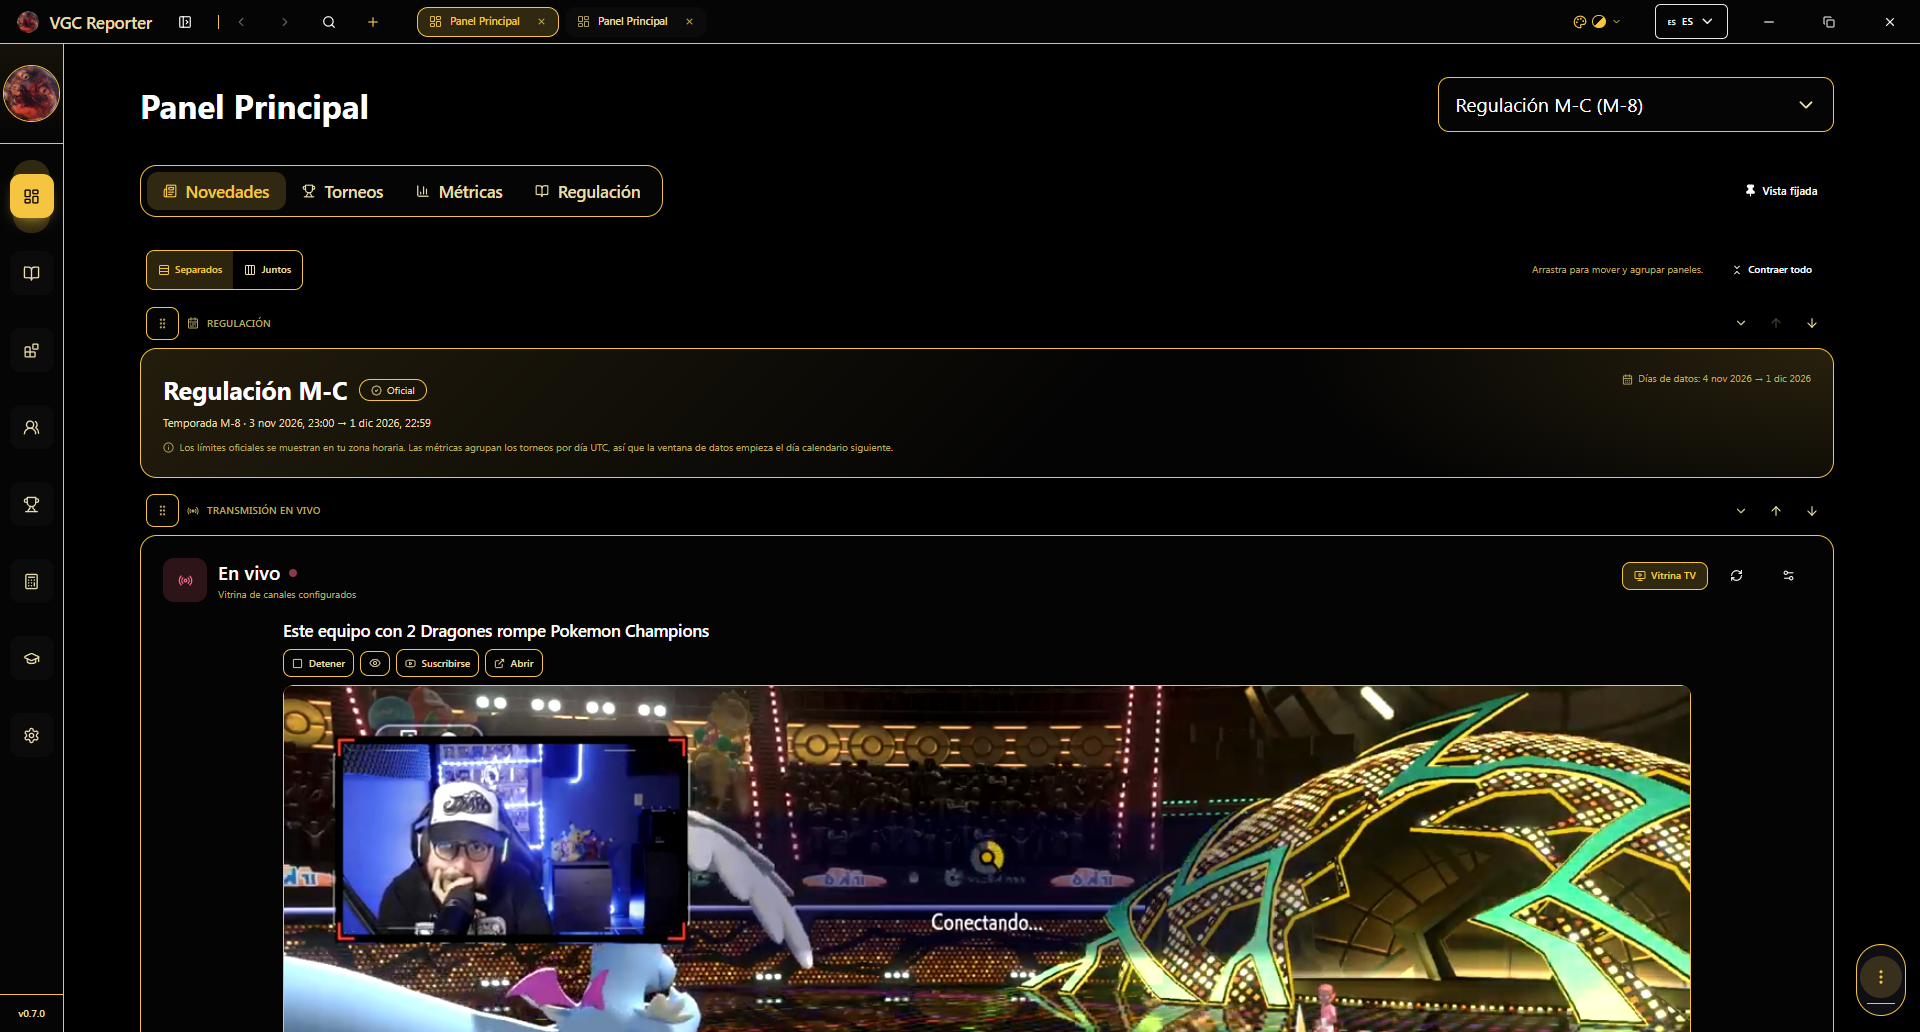 VGC Reporter
Panel Principal
Panel Principal
ES ES
Panel Principal
Regulación M-C (M-8)
Novedades
Torneos
Métricas
Regulación
Vista fijada
Separados
Juntos
Arrastra para mover y agrupar paneles.
Contraer todo
REGULACIÓN
Regulación M-C
Oficial
Días de datos: 4 nov 2026 → 1 dic 2026
Temporada M-8 · 3 nov 2026, 23:00 → 1 dic 2026, 22:59
Los límites oficiales se muestran en tu zona horaria. Las métricas agrupan los torneos por día UTC, así que la ventana de datos empieza el día calendario siguiente.
TRANSMISIÓN EN VIVO
En vivo
Vitrina de canales configurados
Vitrina TV
Este equipo con 2 Dragones rompe Pokemon Champions
Detener
Suscribirse
Abrir
Conectando...
v0.7.0